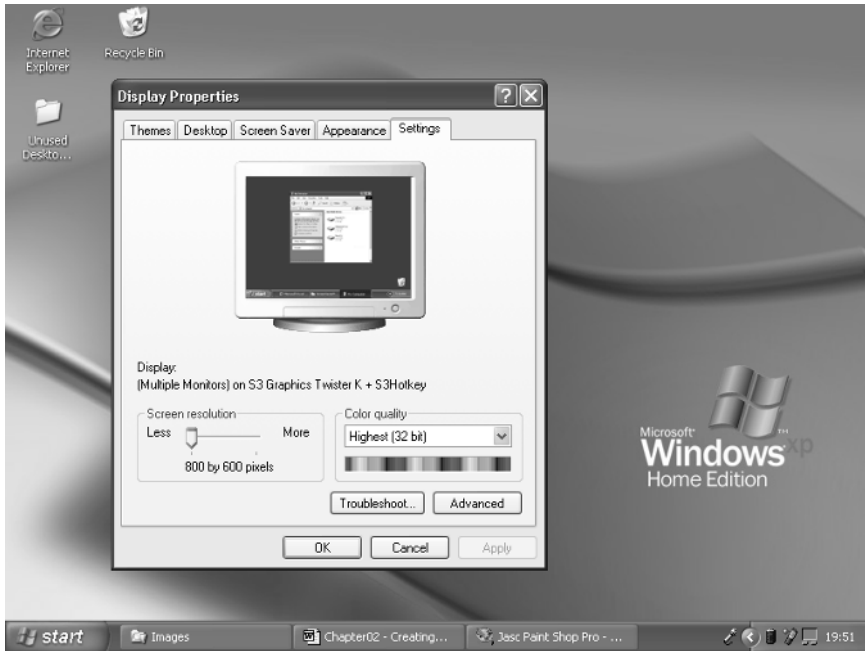 Internet
Explorer
Recycle Bin
Unused
Deskto...
Display Properties
Themes Desktop Screen Saver Appearance Settings
Display:
(Multiple Monitors) on S3 Graphics Twister K + S3Hotkey
Screen resolution
Less More
800 by 600 pixels
Color quality
Highest (32 bit)
Troubleshoot... Advanced
OK Cancel Apply
Microsoft
TM
Windows xp
Home Edition
start Images Chapter02 - Creating... Jasc Paint Shop Pro - ... 19:51